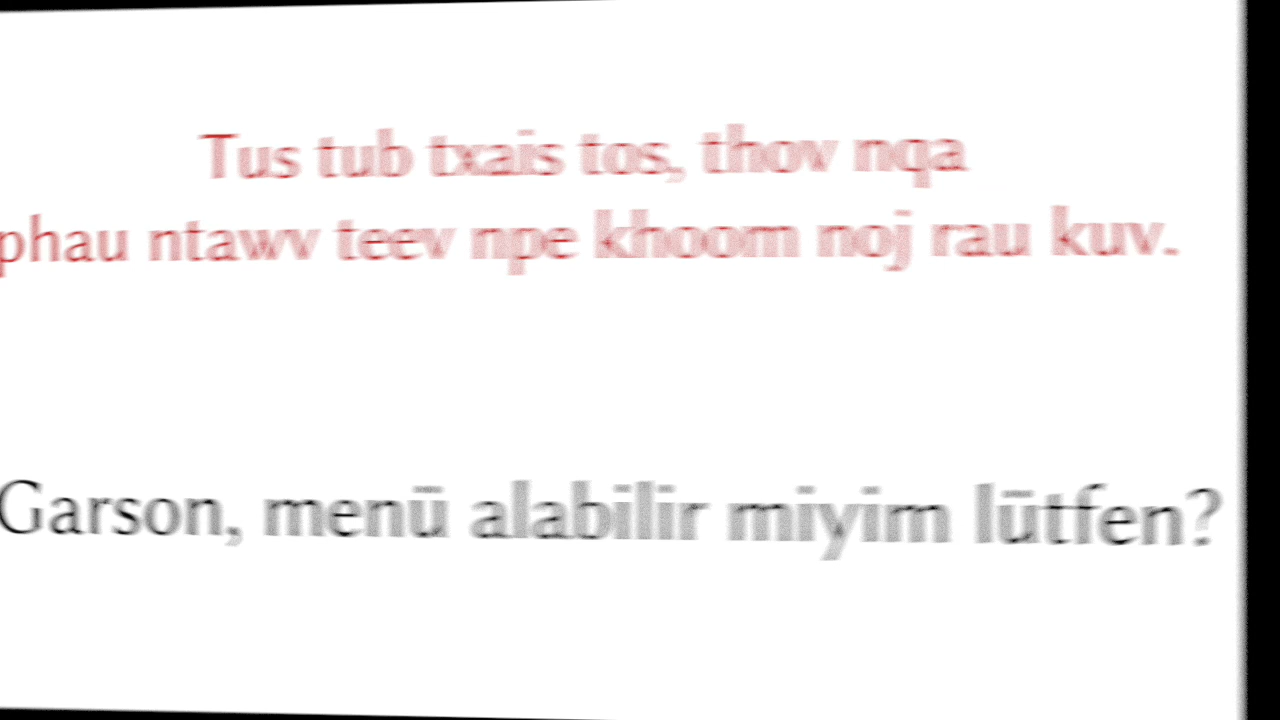 Tus tub txais tos, thov nqa
phau ntawv teev npe khoom noj rau kuv.
Garson, menü alabilir miyim lütfen?